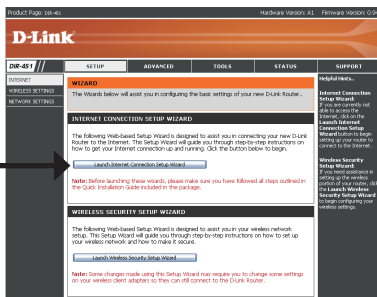 Product Page: DIR-451 Hardware Version: A1 Firmware Version: 0.9
D-Link
DIR-451 SETUP ADVANCED TOOLS STATUS SUPPORT
INTERNET
WIRELESS SETTINGS
NETWORK SETTINGS
WIZARD
The Wizards below will assist you in configuring the basic settings of your new D-Link Router..
INTERNET CONNECTION SETUP WIZARD
The following Web-based Setup Wizard is designed to assist you in connecting your new D-Link
Router to the Internet. This Setup Wizard will guide you through step-by-step instructions on
how to get your Internet connection up and running. Click the button below to begin.
Launch Internet Connection Setup Wizard
Note: Before launching these wizards, please make sure you have followed all steps outlined in
the Quick Installation Guide included in the package.
WIRELESS SECURITY SETUP WIZARD
The following Web-based Setup Wizard is designed to assist you in your wireless network
setup. This Setup Wizard will guide you through step-by-step instructions on how to set up
your wireless network and how to make it secure.
Launch Wireless Security Setup Wizard
Note: Some changes made using this Setup Wizard may require you to change some settings
on your wireless client adapters so they can still connect to the D-Link Router.
Helpful Hints..
Internet Connection
Setup Wizard:
If you are currently not
able to access the
Internet, click on the
Launch Internet
Connection Setup
Wizard button to begin
setting up your router to
connect to the Internet.
Wireless Security
Setup Wizard:
If you need assistance in
setting up the wireless
portion of your router, click
the Launch Wireless
Security Setup Wizard
to begin configuring your
wireless settings.